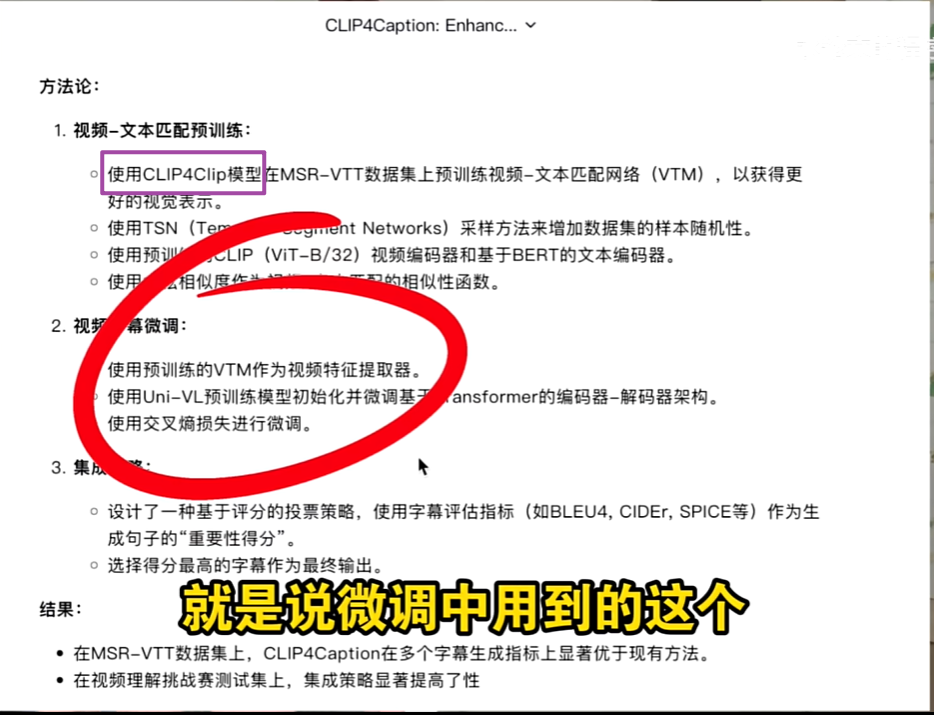 CLIP4Caption: Enhanc...
方法论：
1. 视频-文本匹配预训练：
使用CLIP4Clip模型在MSR-VTT数据集上预训练视频-文本匹配网络（VTM），以获得更
好的视觉表示。
使用TSN（Tem Segment Networks）采样方法来增加数据集的样本随机性。
使用预训 CLIP（ViT-B/32）视频编码器和基于BERT的文本编码器。
使用 相似度作为 匹配的相似性函数。
2. 视频 幕微调：
使用预训练的VTM作为视频特征提取器。
使用Uni-VL预训练模型初始化并微调基于Transformer的编码器-解码器架构。
使用交叉熵损失进行微调。
3. 集成 略：
设计了一种基于评分的投票策略，使用字幕评估指标（如BLEU4, CIDEr, SPICE等）作为生
成句子的“重要性得分”。
选择得分最高的字幕作为最终输出。
就是说微调中用到的这个
结果：
在MSR-VTT数据集上，CLIP4Caption在多个字幕生成指标上显著优于现有方法。
在视频理解挑战赛测试集上，集成策略显著提高了性